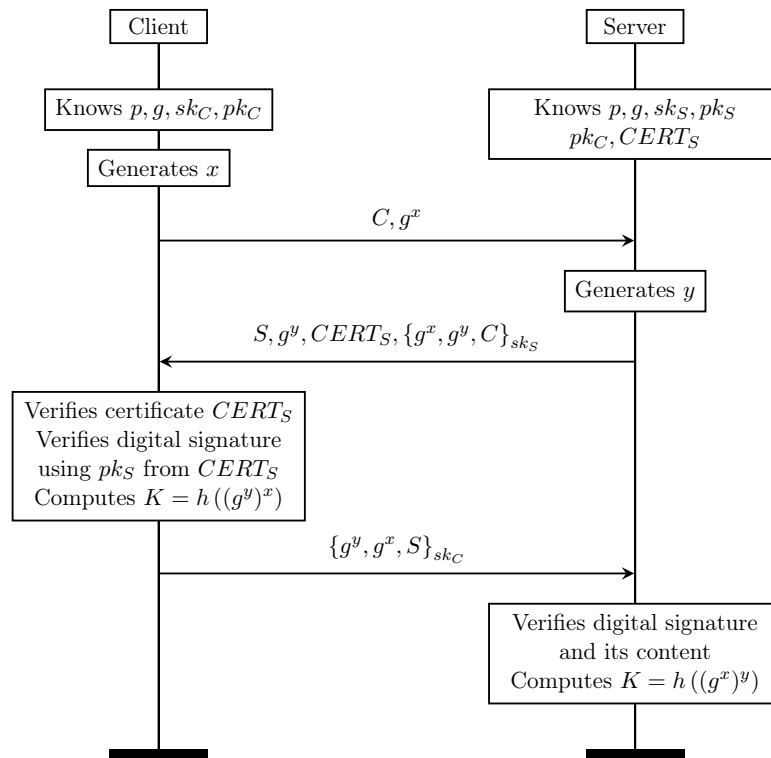 Client
Server
Knows $p, g, sk_C, pk_C$
Knows $p, g, sk_S, pk_S$
$pk_C, CERT_S$
Generates $x$
$C, g^x$
Generates $y$
$S, g^y, CERT_S, \{g^x, g^y, C\}_{sk_S}$
Verifies certificate $CERT_S$
Verifies digital signature
using $pk_S$ from $CERT_S$
Computes $K = h\,((g^y)^x)$
$\{g^y, g^x, S\}_{sk_C}$
Verifies digital signature
and its content
Computes $K = h\,((g^x)^y)$